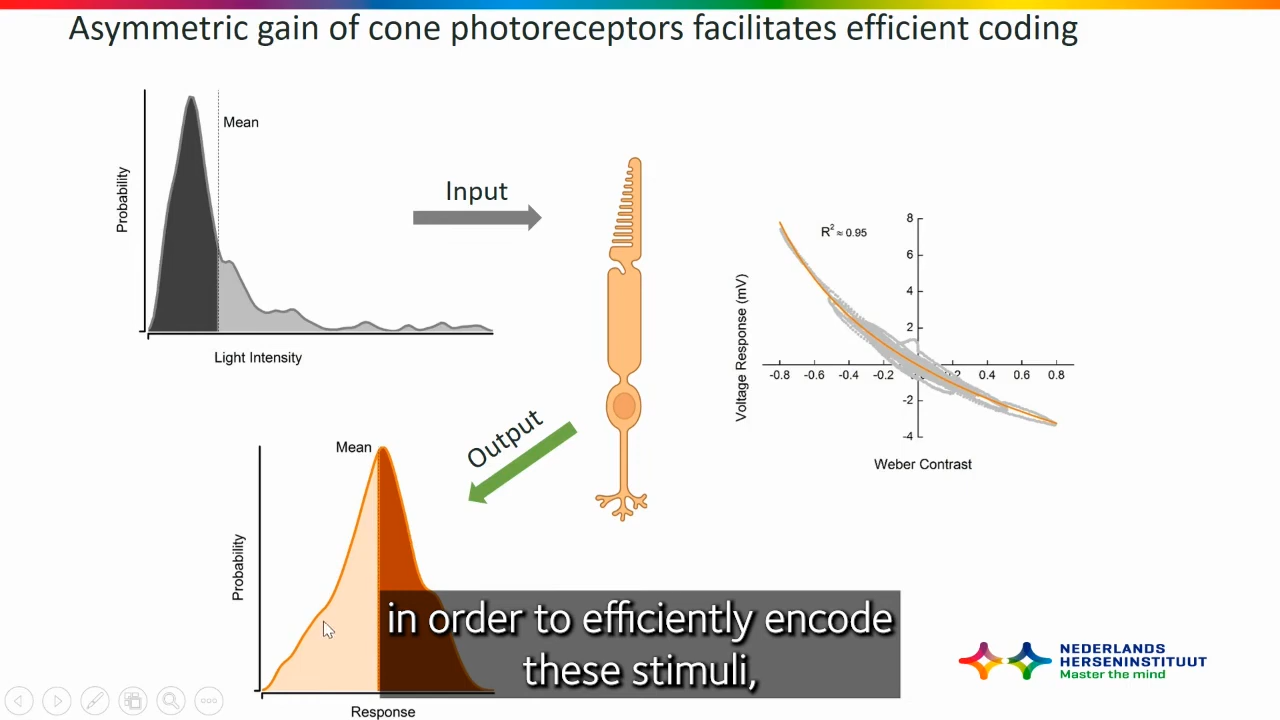 Asymmetric gain of cone photoreceptors facilitates efficient coding
Mean
Probability
Light Intensity
Input
R² ≈ 0.95
8
6
4
2
-2
-4
-0.8 -0.6 -0.4 -0.2 0.4 0.6 0.8
Voltage Response (mV)
Weber Contrast
Output
Mean
Probability
Response
in order to efficiently encode
these stimuli,
NEDERLANDS
HERSENINSTITUUT
Master the mind